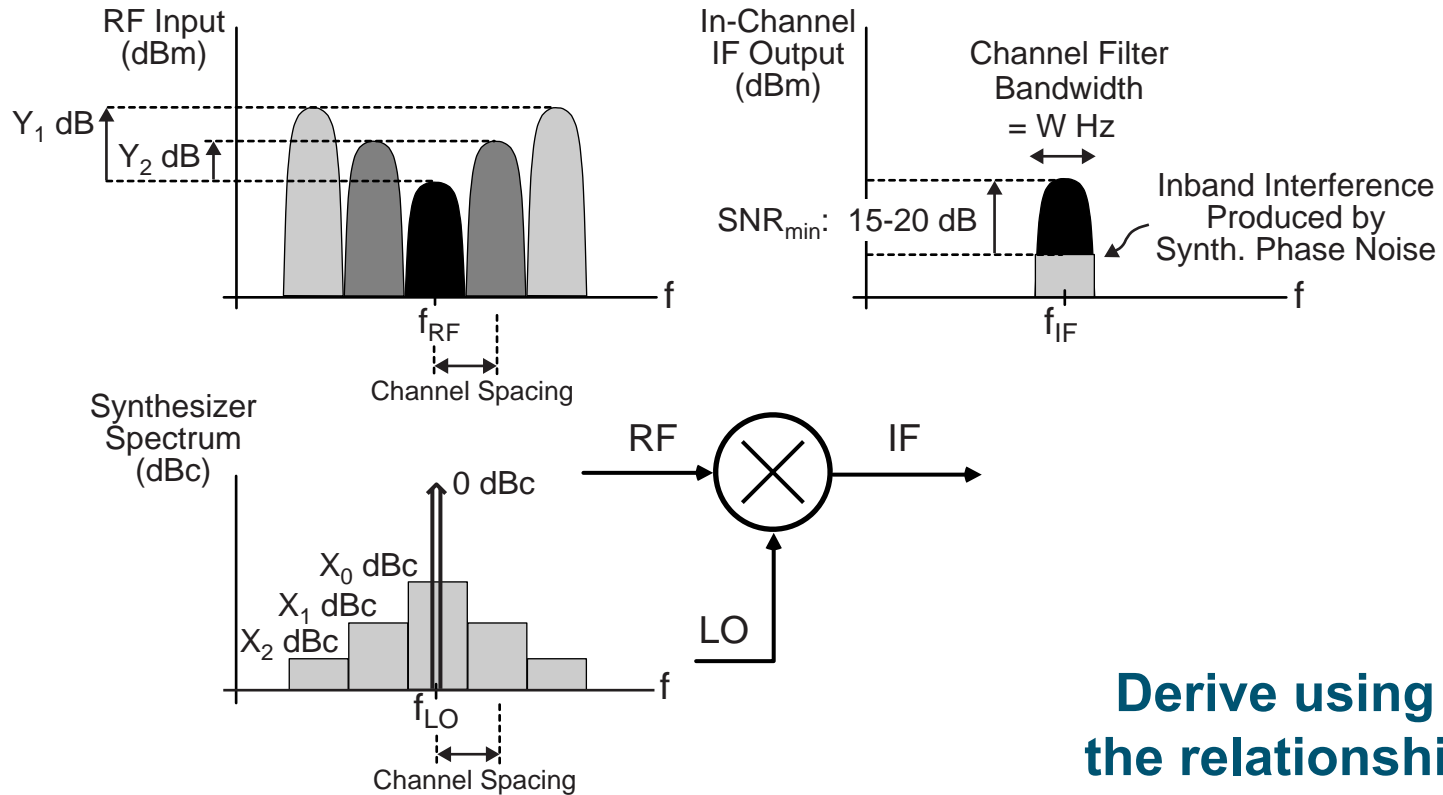 RF Input
(dBm)
Y1 dB
Y2 dB
fRF
f
Channel Spacing
In-Channel
IF Output
(dBm)
Channel Filter
Bandwidth
= W Hz
SNRmin: 15-20 dB
Inband Interference
Produced by
Synth. Phase Noise
fIF
f
Synthesizer
Spectrum
(dBc)
0 dBc
X0 dBc
X1 dBc
X2 dBc
fLO
f
Channel Spacing
RF
IF
LO
Derive using
the relationshi